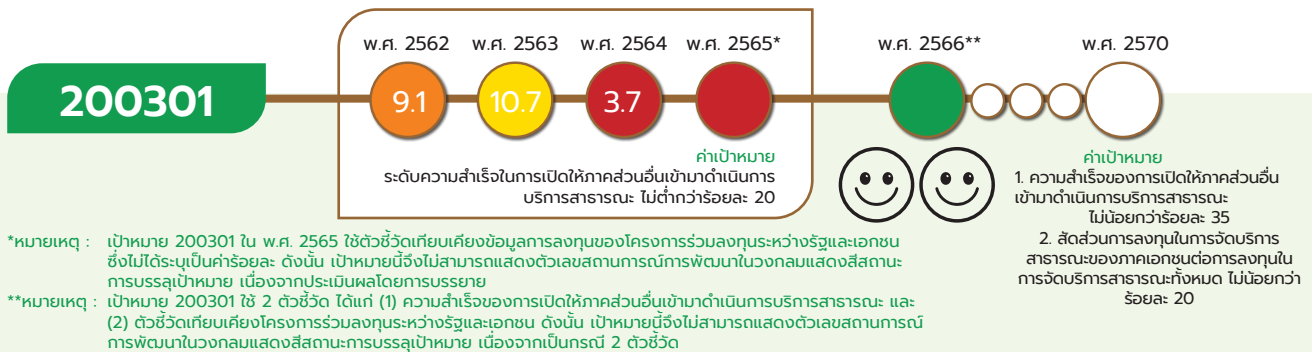 พ.ศ. 2562 พ.ศ. 2563 พ.ศ. 2564 พ.ศ. 2565* พ.ศ. 2566** พ.ศ. 2570
200301 9.1 10.7 3.7
ค่าเป้าหมาย
ระดับความสำเร็จในการเปิดให้ภาคส่วนอื่นเข้ามาดำเนินการ
บริการสาธารณะ ไม่ต่ำกว่าร้อยละ 20
ค่าเป้าหมาย
1. ความสำเร็จของการเปิดให้ภาคส่วนอื่น
เข้ามาดำเนินการบริการสาธารณะ
ไม่น้อยกว่าร้อยละ 35
2. สัดส่วนการลงทุนในการจัดบริการ
สาธารณะของภาคเอกชนต่อการลงทุนใน
การจัดบริการสาธารณะทั้งหมด ไม่น้อยกว่า
ร้อยละ 20
*หมายเหตุ : เป้าหมาย 200301 ใน พ.ศ. 2565 ใช้ตัวชี้วัดเทียบเคียงข้อมูลการลงทุนของโครงการร่วมลงทุนระหว่างรัฐและเอกชน
ซึ่งไม่ได้ระบุเป็นค่าร้อยละ ดังนั้น เป้าหมายนี้จึงไม่สามารถแสดงตัวเลขสถานการณ์การพัฒนาในวงกลมแสดงสีสถานะ
การบรรลุเป้าหมาย เนื่องจากประเมินผลโดยการบรรยาย
**หมายเหตุ : เป้าหมาย 200301 ใช้ 2 ตัวชี้วัด ได้แก่ (1) ความสำเร็จของการเปิดให้ภาคส่วนอื่นเข้ามาดำเนินการบริการสาธารณะ และ
(2) ตัวชี้วัดเทียบเคียงโครงการร่วมลงทุนระหว่างรัฐและเอกชน ดังนั้น เป้าหมายนี้จึงไม่สามารถแสดงตัวเลขสถานการณ์
การพัฒนาในวงกลมแสดงสีสถานะการบรรลุเป้าหมาย เนื่องจากเป็นกรณี 2 ตัวชี้วัด